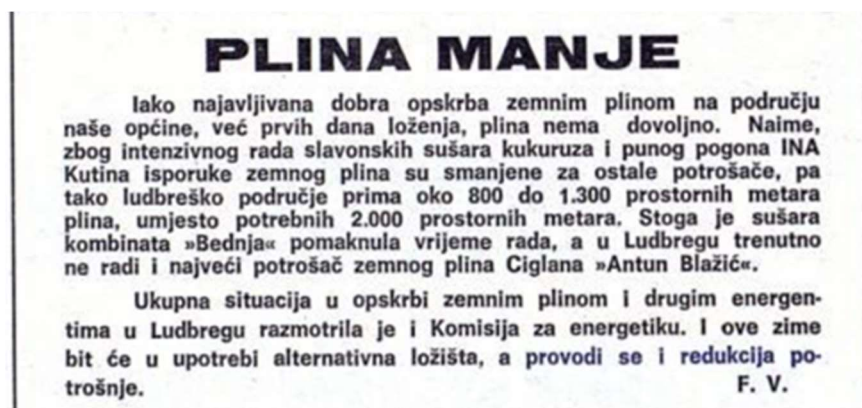 PLINA MANJE
Iako najavljivana dobra opskrba zemnim plinom na području
naše općine, već prvih dana loženja, plina nema dovoljno. Naime,
zbog intenzivnog rada slavonskih sušara kukuruza i punog pogona INA
Kutina isporuke zemnog plina su smanjene za ostale potrošače, pa
tako ludbreško područje prima oko 800 do 1.300 prostornih metara
plina, umjesto potrebnih 2.000 prostornih metara. Stoga je sušara
kombinata »Bednja« pomaknula vrijeme rada, a u Ludbregu trenutno
ne radi i najveći potrošač zemnog plina Ciglana »Antun Blažić«.
Ukupna situacija u opskrbi zemnim plinom i drugim energen-
tima u Ludbregu razmotrila je i Komisija za energetiku. I ove zime
bit će u upotrebi alternativna ložišta, a provodi se i redukcija po-
trošnje. F. V.